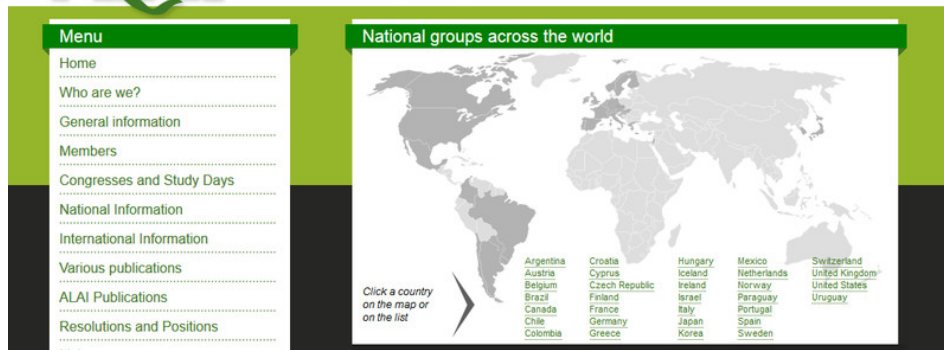 Menu
Home
Who are we?
General information
Members
Congresses and Study Days
National Information
International Information
Various publications
ALAI Publications
Resolutions and Positions
National groups across the world
Click a country
on the map or
on the list
Argentina
Austria
Belgium
Brazil
Canada
Chile
Colombia
Croatia
Cyprus
Czech Republic
Finland
France
Germany
Greece
Hungary
Iceland
Ireland
Israel
Italy
Japan
Korea
Mexico
Netherlands
Norway
Paraguay
Portugal
Spain
Sweden
Switzerland
United Kingdom
United States
Uruguay